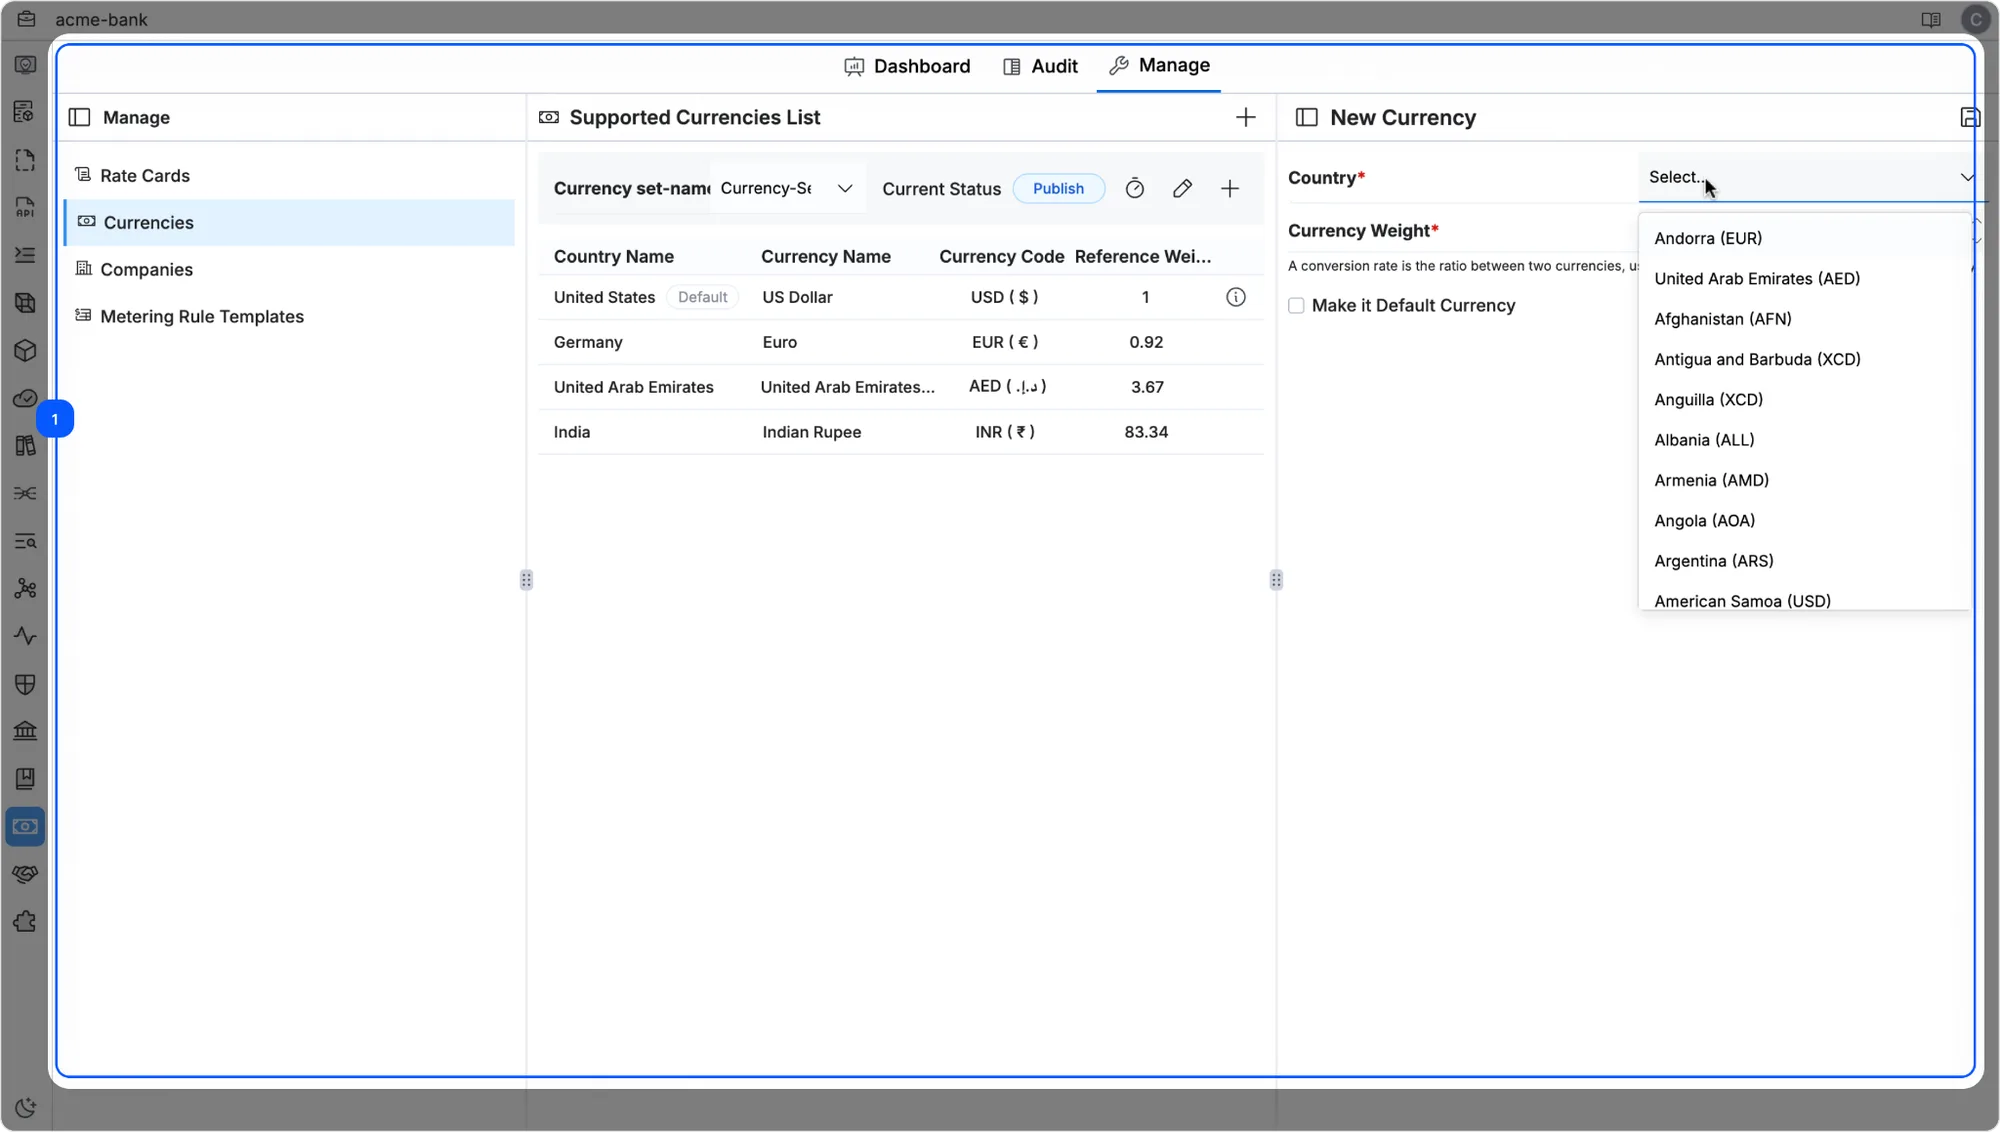 acme-bank
C
Dashboard
Audit
Manage
Manage
Rate Cards
Currencies
Companies
Metering Rule Templates
1
API
Supported Currencies List
Currency set-name
Currency-Se
Current Status
Publish
Country Name Currency Name Currency Code Reference Wei...
United States Default US Dollar USD ( $ ) 1
Germany Euro EUR ( € ) 0.92
United Arab Emirates United Arab Emirates... AED ( د.إ. ) 3.67
India Indian Rupee INR ( ₹ ) 83.34
New Currency
Country*
Select...
Currency Weight*
A conversion rate is the ratio between two currencies, us
Make it Default Currency
Andorra (EUR)
United Arab Emirates (AED)
Afghanistan (AFN)
Antigua and Barbuda (XCD)
Anguilla (XCD)
Albania (ALL)
Armenia (AMD)
Angola (AOA)
Argentina (ARS)
American Samoa (USD)